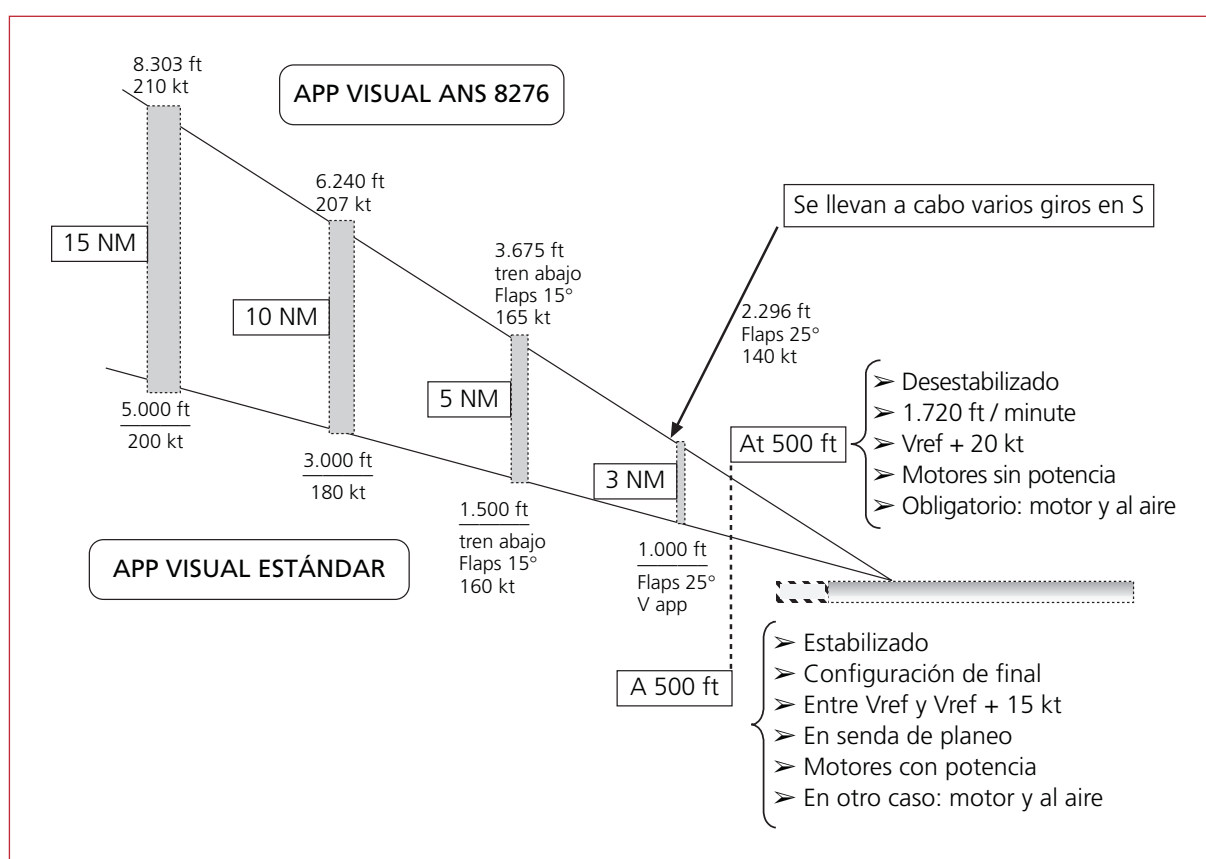 8.303 ft
210 kt
APP VISUAL ANS 8276
6.240 ft
207 kt
Se llevan a cabo varios giros en S
15 NM
3.675 ft
tren abajo
Flaps 15°
165 kt
10 NM
2.296 ft
Flaps 25°
140 kt
5 NM
➢ Desestabilizado
➢ 1.720 ft / minute
➢ Vref + 20 kt
➢ Motores sin potencia
➢ Obligatorio: motor y al aire
At 500 ft
5.000 ft
200 kt
3.000 ft
180 kt
3 NM
1.500 ft
tren abajo
Flaps 15°
160 kt
1.000 ft
Flaps 25°
V app
APP VISUAL ESTÁNDAR
A 500 ft
➢ Estabilizado
➢ Configuración de final
➢ Entre Vref y Vref + 15 kt
➢ En senda de planeo
➢ Motores con potencia
➢ En otro caso: motor y al aire